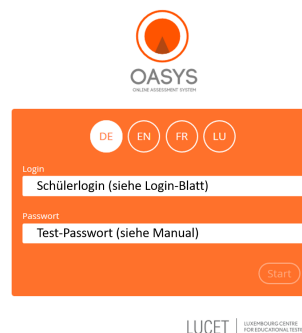 OASYS
ONLINE ASSESSMENT SYSTEM
DE EN FR LU
Login
Schülerlogin (siehe Login-Blatt)
Passwort
Test-Passwort (siehe Manual)
Start
LUCET
LUXEMBOURG CENTRE
FOR EDUCATIONAL TESTI